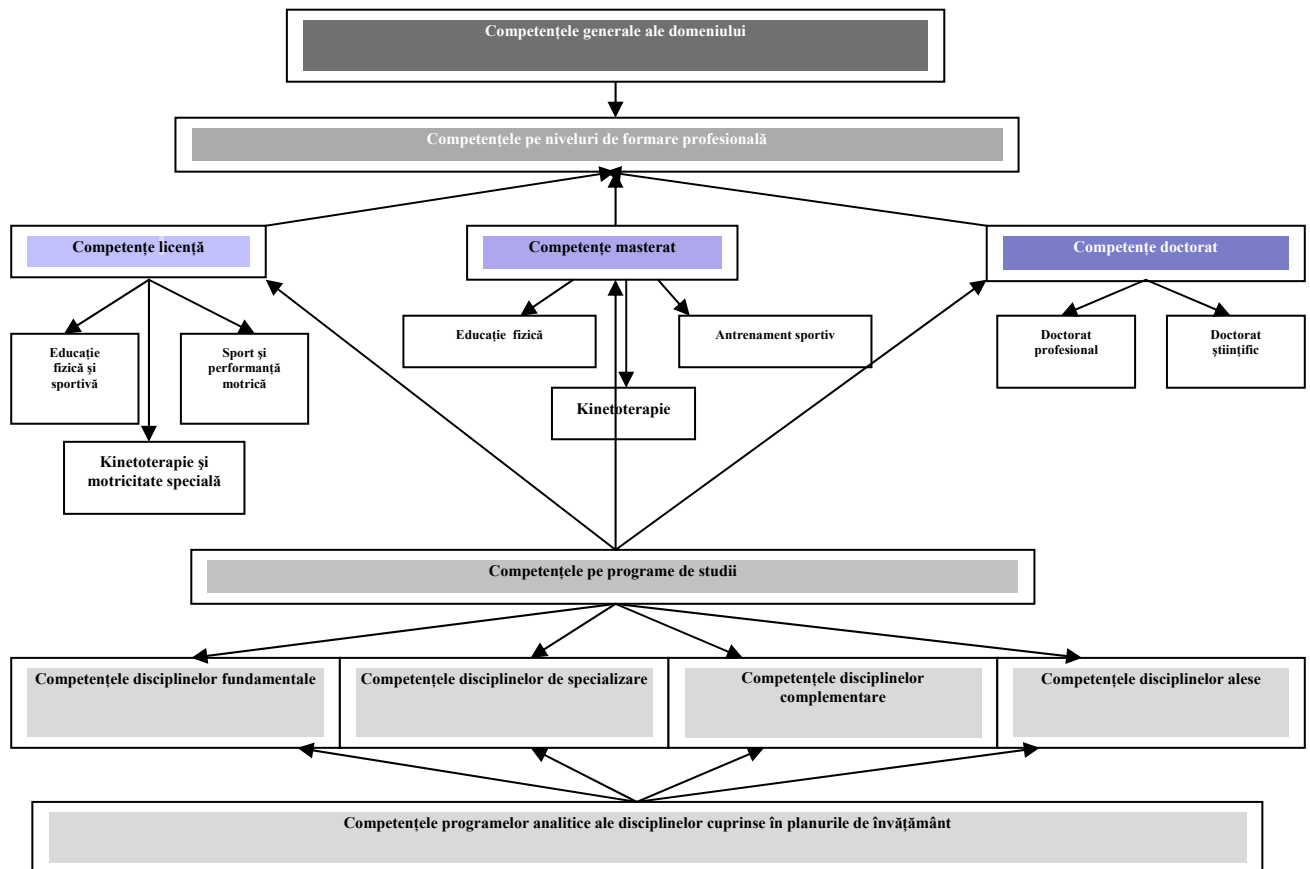 Competențele generale ale domeniului
Competențele pe niveluri de formare profesională
Competențe licență
Competențe masterat
Competențe doctorat
Educație
fizică și
sportivă
Sport și
performanță
motrică
Kinetoterapie și
motricitate specială
Educație fizică
Antrenament sportiv
Kinetoterapie
Doctorat
profesional
Doctorat
științific
Competențele pe programe de studii
Competențele disciplinelor fundamentale
Competențele disciplinelor de specializare
Competențele disciplinelor
complementare
Competențele disciplinelor alese
Competențele programelor analitice ale disciplinelor cuprinse în planurile de învățământ